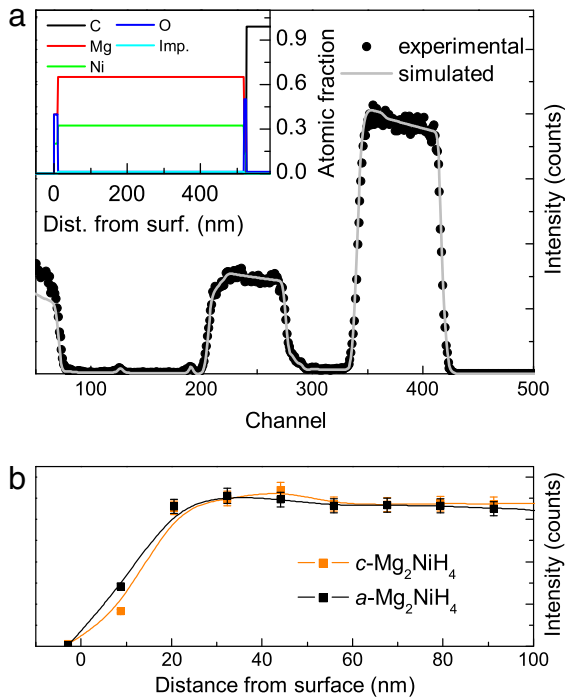 a
C
O
Mg
Imp.
Ni
0.9
0.6
0.3
0.0
Atomic fraction
0 200 400
Dist. from surf. (nm)
experimental
simulated
Intensity (counts)
100 200 300 400 500
Channel
b
c-Mg₂NiH₄
a-Mg₂NiH₄
Intensity (counts)
0 20 40 60 80 100
Distance from surface (nm)